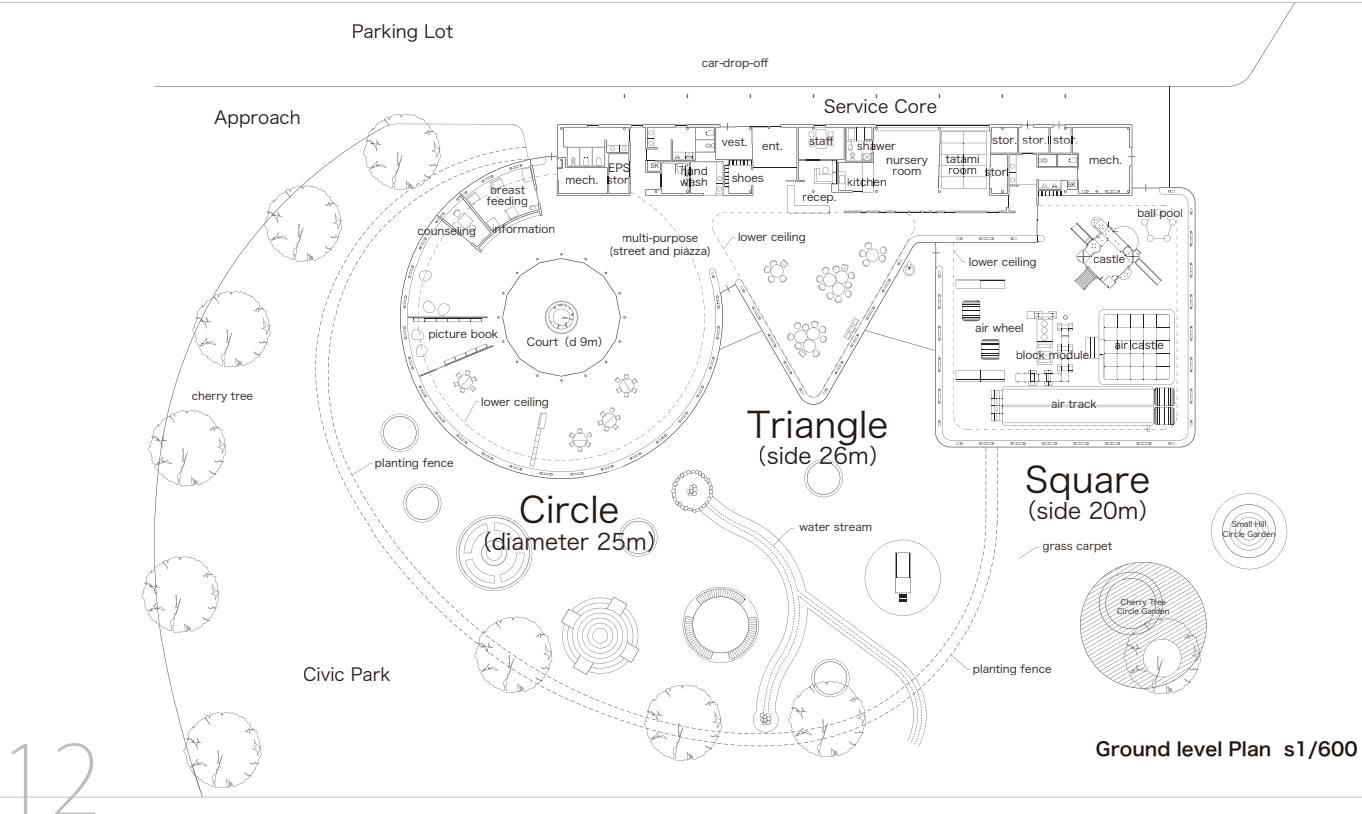 Parking Lot
car-drop-off
Approach
Service Core
vest.
ent.
staff
shawer
nursery
room
tatami
room
stor.
stor.
stor.
mech.
EPS
stor.
mech.
SK
hand
wash
shoes
recep.
kitchen
stor.
SK
breast
feeding
counseling
information
multi-purpose
(street and piazza)
lower ceiling
lower ceiling
ball pool
castle
picture book
Court (d 9m)
air wheel
block module
air castle
air track
cherry tree
lower ceiling
planting fence
Triangle
(side 26m)
Square
(side 20m)
Circle
(diameter 25m)
water stream
grass carpet
Small Hill
Circle Garden
Cherry Tree
Circle Garden
Civic Park
planting fence
Ground level Plan s1/600
12